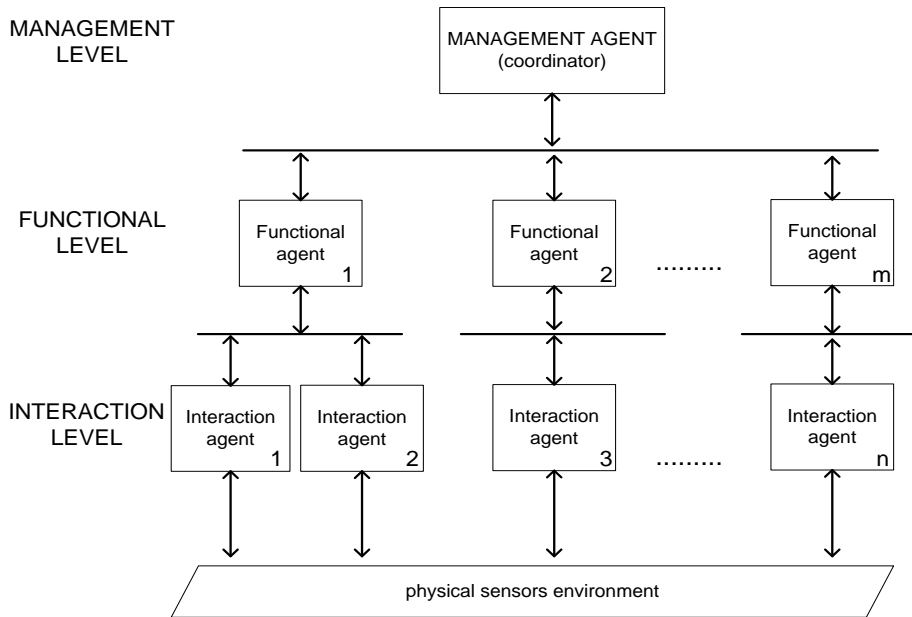 MANAGEMENT
LEVEL
MANAGEMENT AGENT
(coordinator)
FUNCTIONAL
LEVEL
Functional
agent
1
Functional
agent
2
.........
Functional
agent
m
INTERACTION
LEVEL
Interaction
agent
1
Interaction
agent
2
Interaction
agent
3
.........
Interaction
agent
n
physical sensors environment